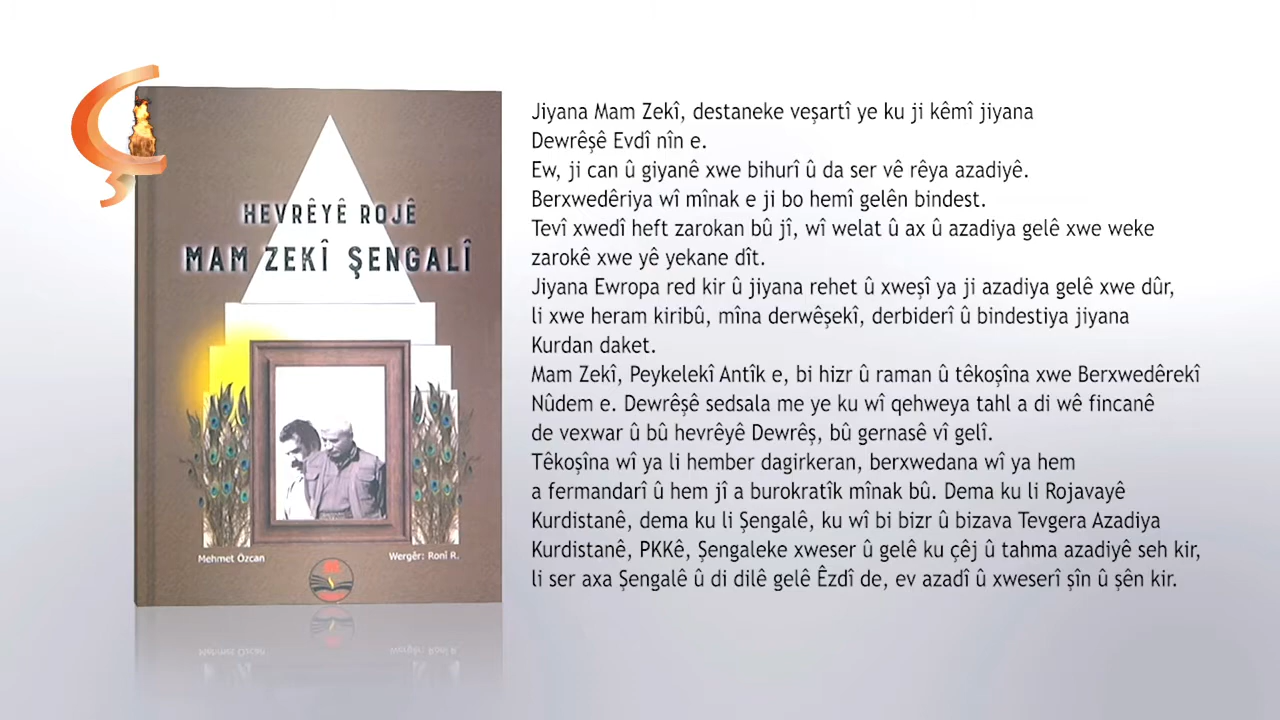 HEVRÊYÊ ROJÊ
MAM ZEKÎ ŞENGALÎ
Mehmet Özcan
Wergêr: Ronî R.
Jiyana Mam Zekî, destaneke veşartî ye ku ji kêmî jiyana
Dewrêşê Evdî nîn e.
Ew, ji can û giyanê xwe bihurî û da ser vê rêya azadiyê.
Berxwedêriya wî mînak e ji bo hemî gelên bindest.
Tevî xwedî heft zarokan bû jî, wî welat û ax û azadiya gelê xwe weke
zarokê xwe yê yekane dît.
Jiyana Ewropa red kir û jiyana rehet û xweşî ya ji azadiya gelê xwe dûr,
li xwe heram kiribû, mîna derwêşekî, derbiderî û bindestiya jiyana
Kurdan daket.
Mam Zekî, Peykelekî Antîk e, bi hizr û raman û têkoşîna xwe Berxwedêrekî
Nûdem e. Dewrêşê sedsala me ye ku wî qehweya tahl a di wê fincanê
de vexwar û bû hevrêyê Dewrêş, bû gernasê vî gelî.
Têkoşîna wî ya li hember dagirkeran, berxwedana wî ya hem
a fermandarî û hem jî a burokratîk mînak bû. Dema ku li Rojavayê
Kurdistanê, dema ku li Şengalê, ku wî bi bizr û bizava Tevgera Azadiya
Kurdistanê, PKKê, Şengaleke xweser û gelê ku çêj û tahma azadiyê seh kir,
li ser axa Şengalê û di dilê gelê Êzdî de, ev azadî û xweserî şîn û şên kir.